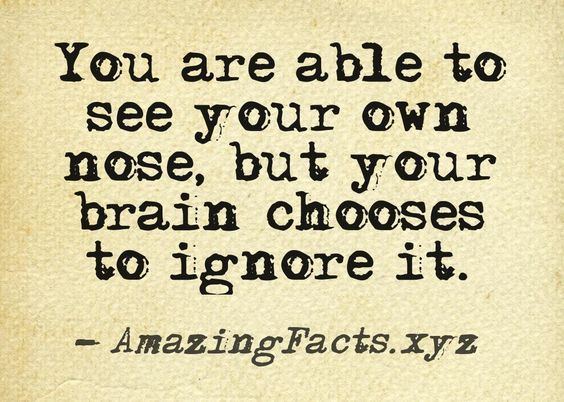 You are able to
see your own
nose, but your
brain chooses
to ignore it.
– AmazingFacts.xyz